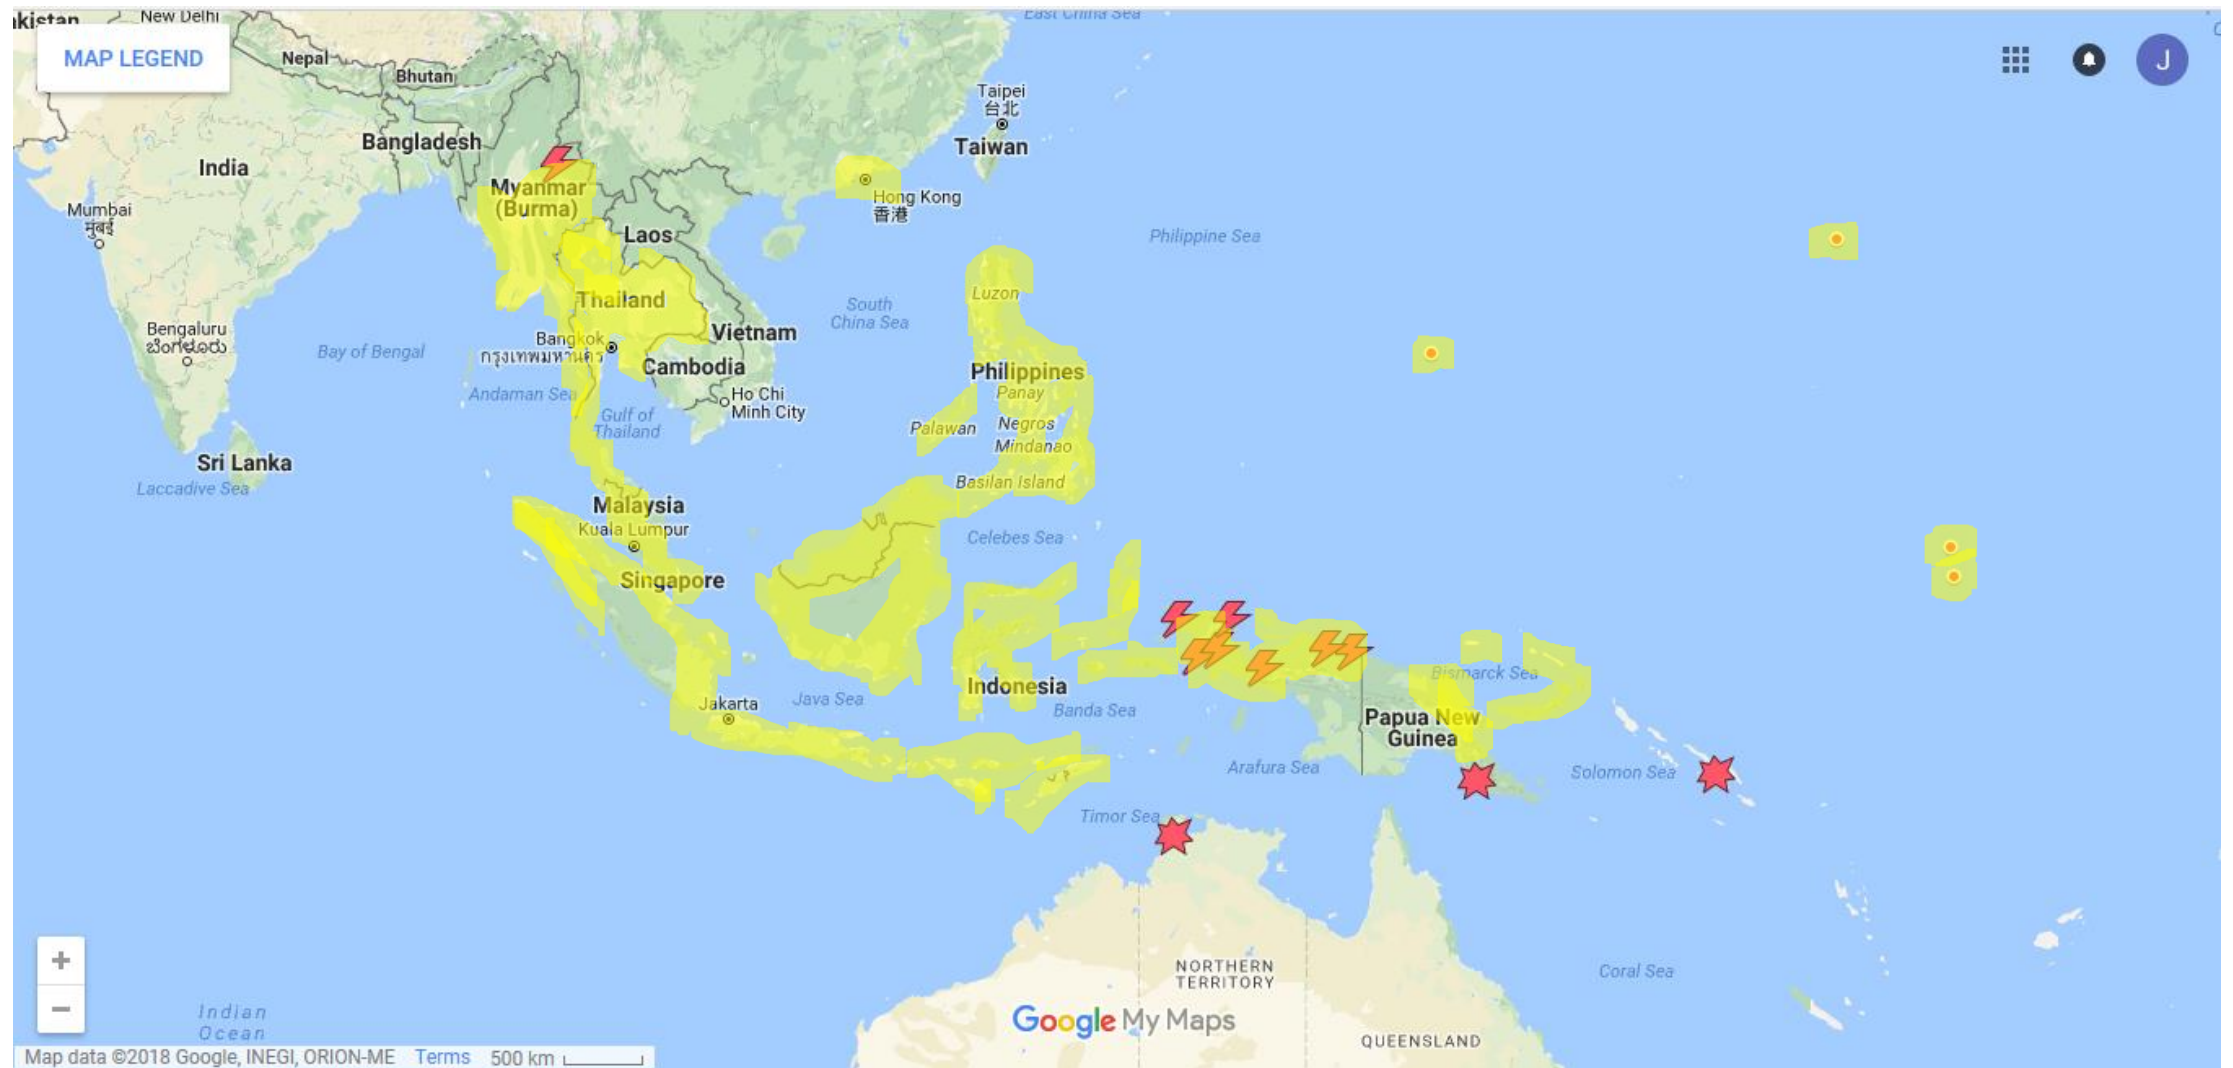 akistan
New Delhi
East China Sea
MAP LEGEND
Nepal
Bhutan
J
Taipei
台北
Bangladesh
Taiwan
India
Myanmar
(Burma)
Hong Kong
香港
Mumbai
मुंबई
Laos
Philippine Sea
Thailand
Luzon
South
China Sea
Bengaluru
ಬೆಂಗಳೂರು
Vietnam
Bangkok
กรุงเทพมหานคร
Bay of Bengal
Cambodia
Philippines
Panay
Andaman Sea
Ho Chi
Minh City
Gulf of
Thailand
Palawan
Negros
Mindanao
Sri Lanka
Laccadive Sea
Basilan Island
Malaysia
Kuala Lumpur
Celebes Sea
Singapore
Bismarck Sea
Indonesia
Java Sea
Jakarta
Banda Sea
Papua New
Guinea
Arafura Sea
Solomon Sea
Timor Sea
+
−
NORTHERN
TERRITORY
Coral Sea
Indian
Ocean
Google My Maps
QUEENSLAND
Map data ©2018 Google, INEGI, ORION-ME Terms 500 km